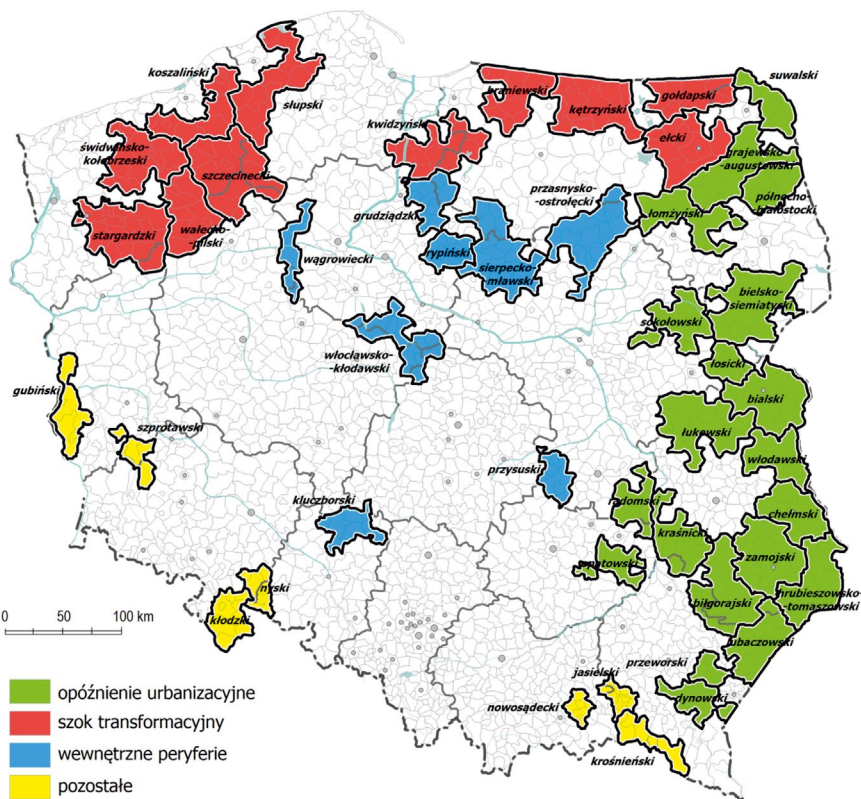 koszaliński
słupski
świdwińsko-
kołobrzeski
szczecinecki
stargardzki
wałecko-
-pilski
kwidzyński
braniewski
kętrzyński
gołdapski
ełcki
suwalski
grajewsko-
-augustowski
północno-
białostocki
łomżyński
przasnysko-
-ostrołęcki
grudziądzki
rypiński
sierpecko-
mławski
wągrowiecki
włocławsko-
-kłodawski
bielsko-
siemiatyski
sokołowski
łosicki
bialski
łukowski
włodawski
gubiński
szprotawski
przysuski
kluczborski
radomski
kraśnicki
chełmski
zamojski
opatowski
biłgorajski
hrubieszowsko-
-tomaszowski
lubaczowski
nyski
kłodzki
przeworski
jasielski
dynowski
nowosądecki
krośnieński
0 50 100 km
opóźnienie urbanizacyjne
szok transformacyjny
wewnętrzne peryferie
pozostałe